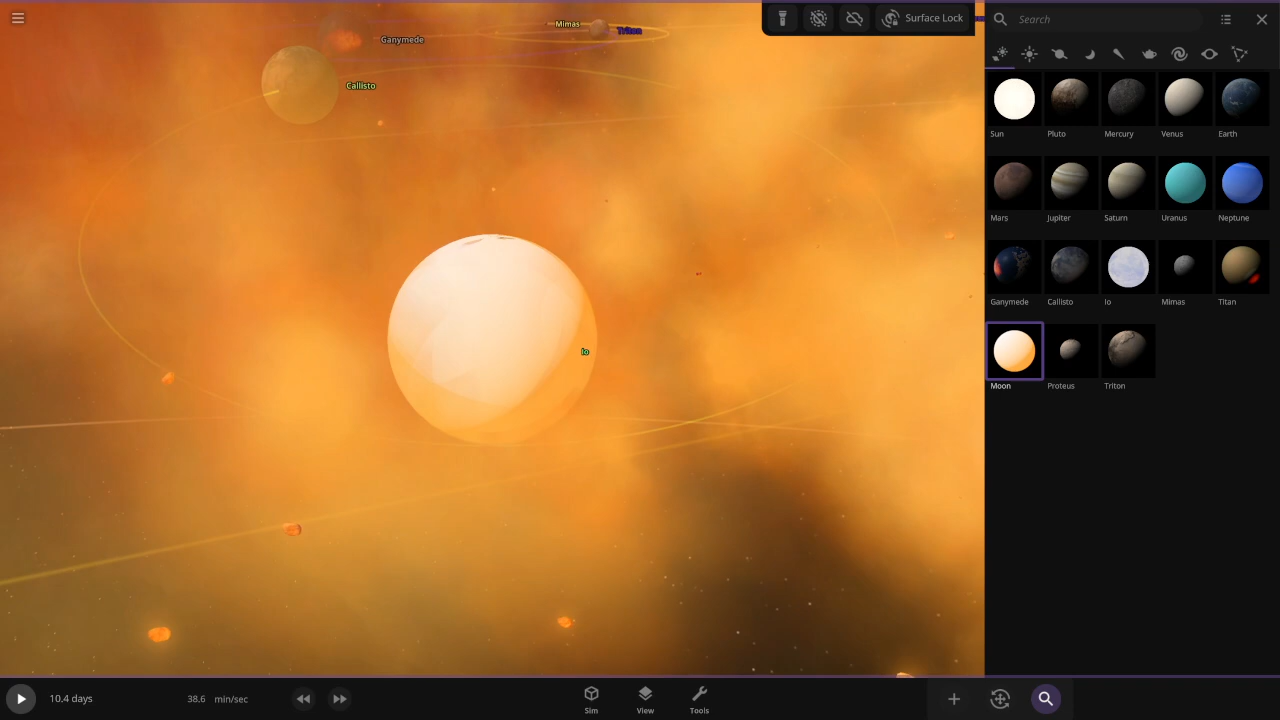 Mimas
Triton
Ganymede
Callisto
Io
Surface Lock
Search
Sun
Pluto
Mercury
Venus
Earth
Mars
Jupiter
Saturn
Uranus
Neptune
Ganymede
Callisto
Io
Mimas
Titan
Moon
Proteus
Triton
10.4 days
38.6 min/sec
Sim
View
Tools